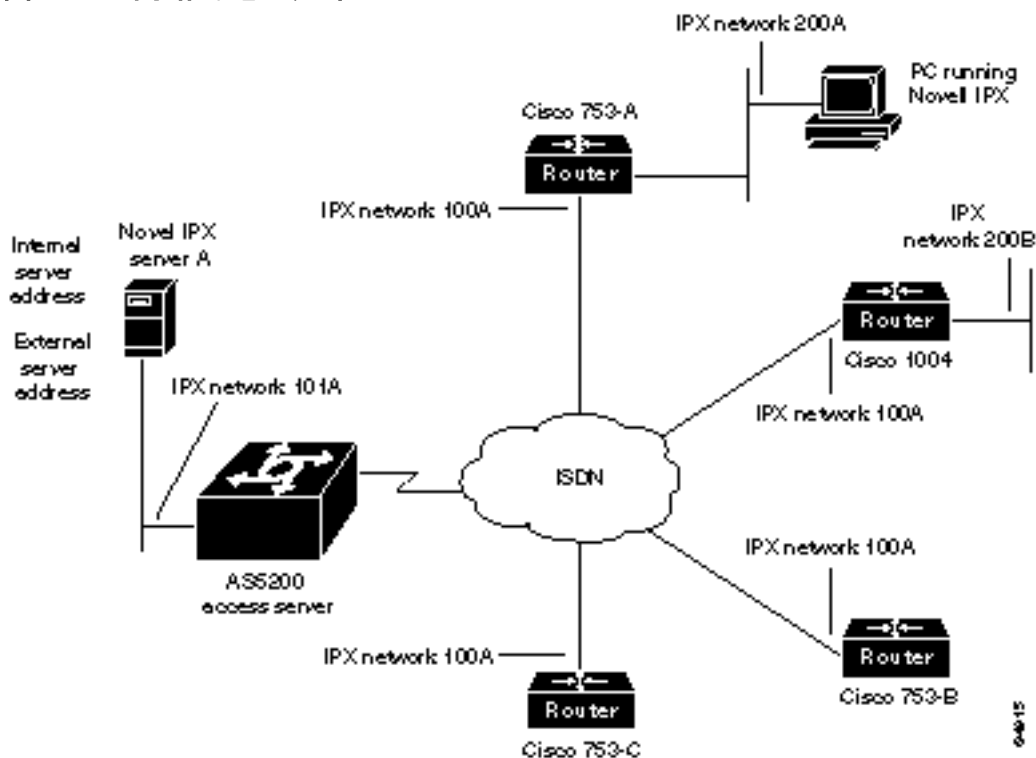 IPX network 200A
PC running
Novell IPX
Cisco 753-A
Router
IPX network 100A
Novel IPX
server A
Internal
server
address
External
server
address
IPX network 101A
IPX
network 200B
Router
Cisco 1004
IPX network 100A
ISDN
AS5200
access server
IPX network 100A
Router
Cisco 753-B
IPX network 100A
Router
Cisco 753-C